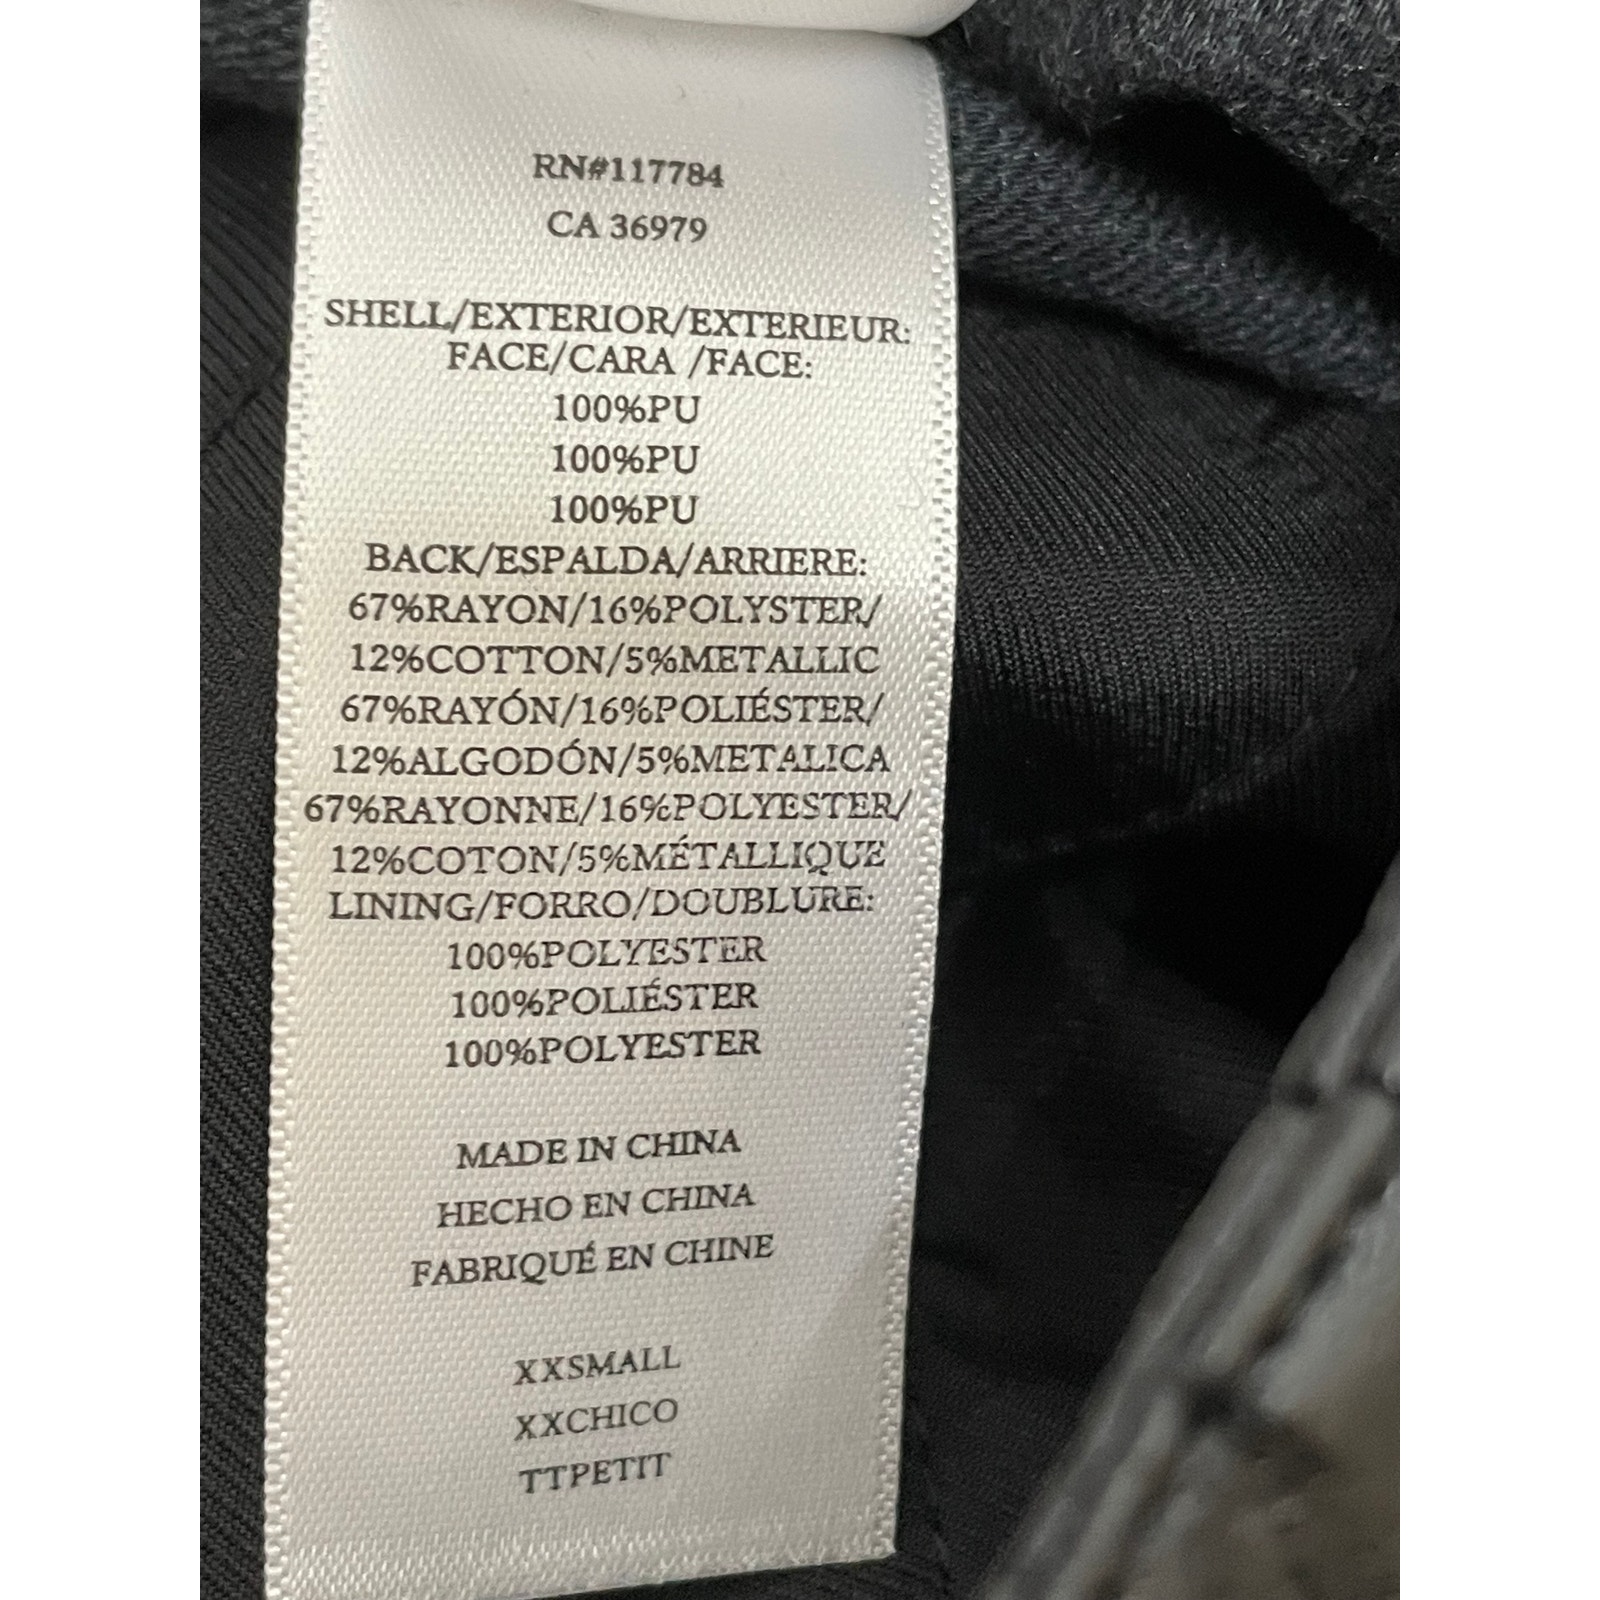 RN#117784
CA 36979
SHELL/EXTERIOR/EXTERIEUR:
FACE/CARA /FACE:
100%PU
100%PU
100%PU
BACK/ESPALDA/ARRIERE:
67%RAYON/16%POLYSTER/
12%COTTON/5%METALLIC
67%RAYÓN/16%POLIÉSTER/
12%ALGODÓN/5%METALICA
67%RAYONNE/16%POLYESTER/
12%COTON/5%MÉTALLIQUE
LINING/FORRO/DOUBLURE:
100%POLYESTER
100%POLIÉSTER
100%POLYESTER
MADE IN CHINA
HECHO EN CHINA
FABRIQUÉ EN CHINE
XXSMALL
XXCHICO
TTPETIT